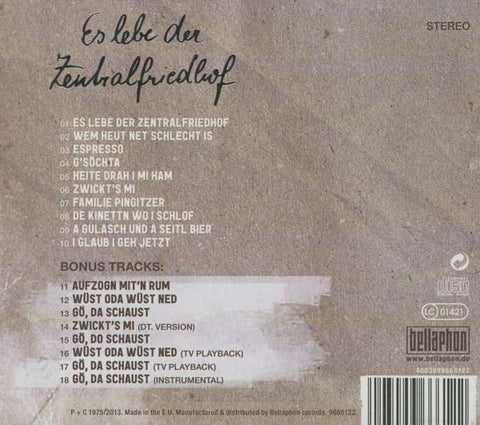 Es lebe der
Zentralfriedhof
STEREO
01 ES LEBE DER ZENTRALFRIEDHOF
02 WEM HEUT NET SCHLECHT IS
03 ESPRESSO
04 G'SÖCHTA
05 HEITE DRAH I MI HAM
06 ZWICKT'S MI
07 FAMILIE PINGITZER
08 DE KINETTN WO I SCHLOF
09 A GULASCH UND A SEITL BIER
10 I GLAUB I GEH JETZT
BONUS TRACKS:
11 AUFZOGN MIT'N RUM
12 WÜST ODA WÜST NED
13 GÖ, DA SCHAUST
14 ZWICKT'S MI (DT. VERSION)
15 GÖ, DO SCHAUST
16 WÜST ODA WÜST NED (TV PLAYBACK)
17 GÖ, DA SCHAUST (TV PLAYBACK)
18 GÖ, DA SCHAUST (INSTRUMENTAL)
COMPACT
disc
DIGITAL AUDIO
LC 01421
bellaphon
www.bellaphon.de
4003099660122
P + C 1975/2013. Made in the E.U. Manufactured & distributed by Bellaphon records. 9666122.